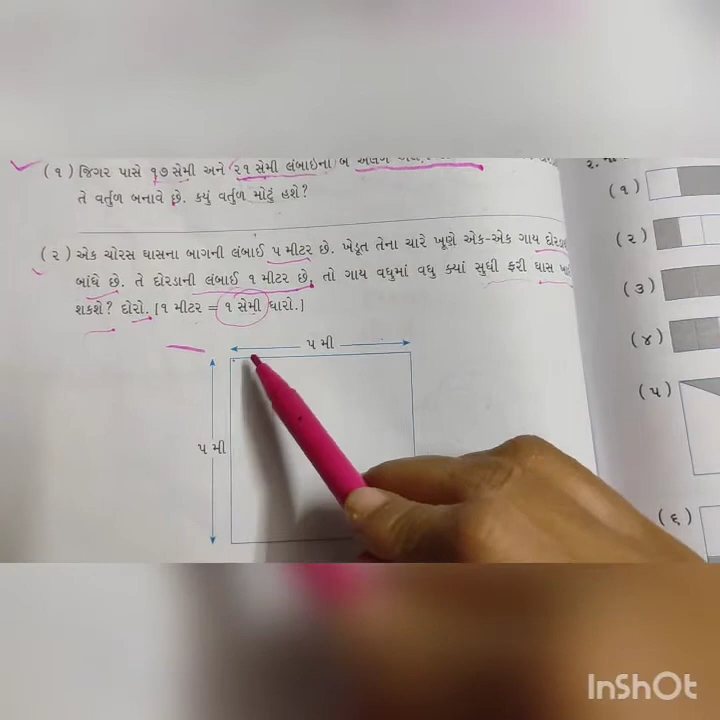 (૧) જિગર પાસે ૧૭ સેમી અને ૨૧ સેમી લંબાઈના બે
તે વર્તુળ બનાવે છે. કયું વર્તુળ મોટું હશે?
(૨) એક ચોરસ ઘાસના બાગની લંબાઈ ૫ મીટર છે. ખેડૂત તેના ચારે ખૂણે એક-એક ગાય
બાંધે છે. તે દોરડાની લંબાઈ ૧ મીટર છે, તો ગાય વધુમાં વધુ ક્યાં સુધી ફરી ઘાસ
શકશે? દોરો. [૧ મીટર = ૧ સેમી ધારો.]
૫ મી
૫ મી
(૧)
(૨)
(૩)
(૪)
(૫)
(૬)
InShOt